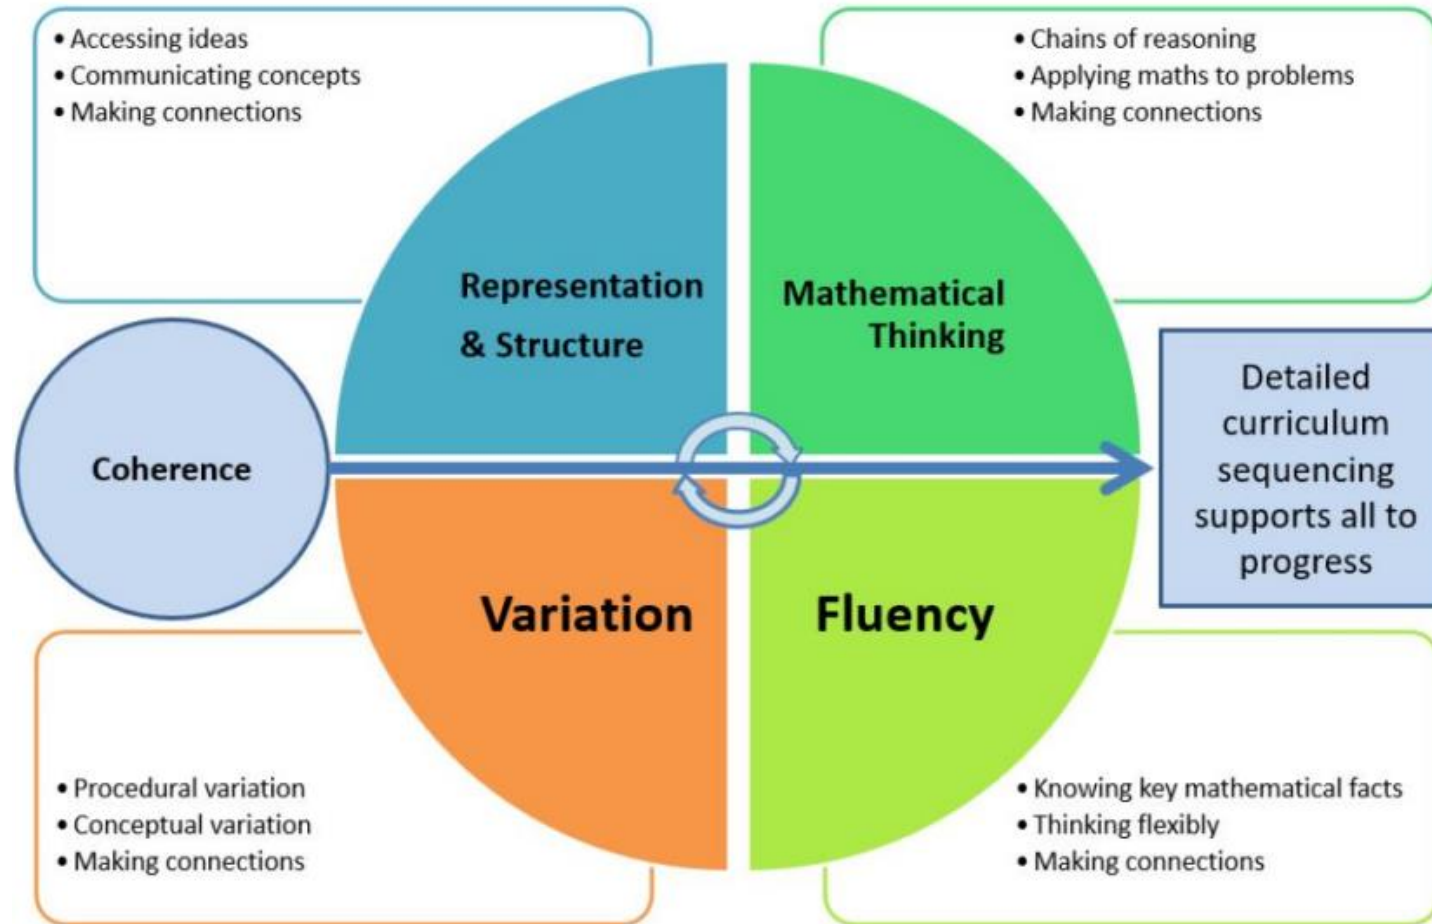 • Accessing ideas
• Communicating concepts
• Making connections
• Chains of reasoning
• Applying maths to problems
• Making connections
Representation
& Structure
Mathematical
Thinking
Coherence
Detailed
curriculum
sequencing
supports all to
progress
Variation
Fluency
• Procedural variation
• Conceptual variation
• Making connections
• Knowing key mathematical facts
• Thinking flexibly
• Making connections